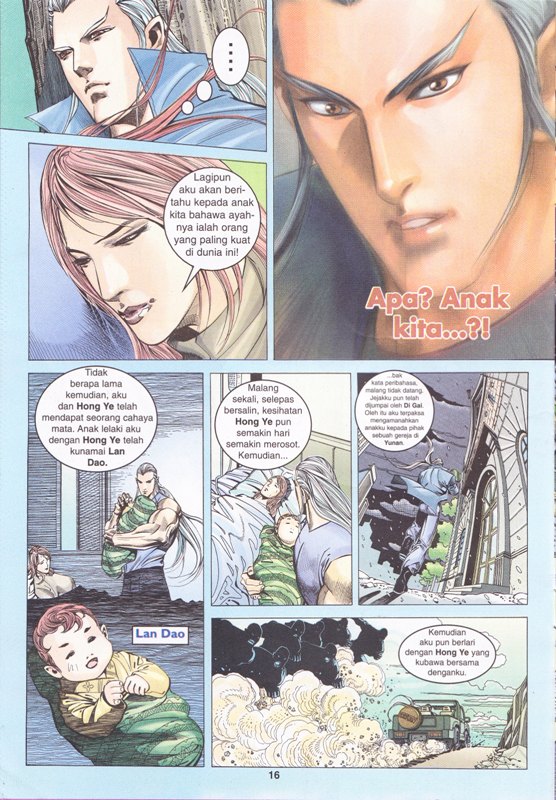 ....
Apa? Anak
kita...?!
Lagipun
aku akan beri-
tahu kepada anak
kita bahawa ayah-
nya ialah orang
yang paling kuat
di dunia ini!
Tidak
berapa lama
kemudian, aku
dan Hong Ye telah
mendapat seorang cahaya
mata. Anak lelaki aku
dengan Hong Ye telah
kunamai Lan
Dao.
Malang
sekali, selepas
bersalin, kesihatan
Hong Ye pun
semakin hari
semakin merosot.
Kemudian...
...bak
kata peribahasa,
malang tidak datang.
Jejakku pun telah
dijumpai oleh Di Gai.
Oleh itu aku terpaksa
mengamanahkan
anakku kepada pihak
sebuah gereja di
Yunan.
Lan Dao
Kemudian
aku pun berlari
dengan Hong Ye yang
kubawa bersama
denganku.
16